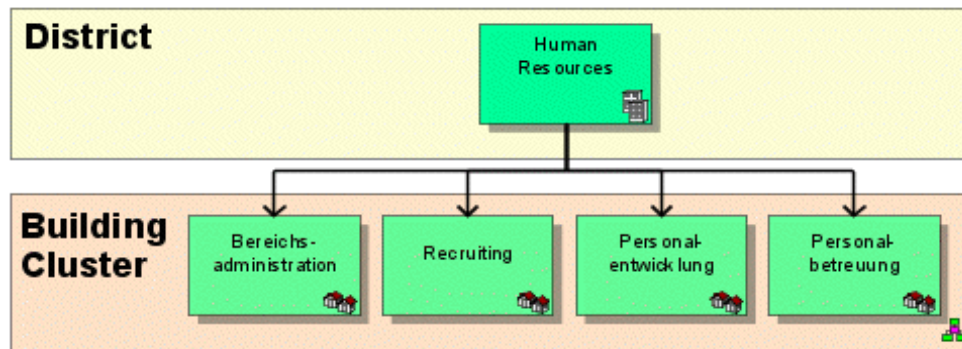 District
Human
Resources
Building
Cluster
Bereichs-
administration
Recruiting
Personal-
entwicklung
Personal-
betreuung